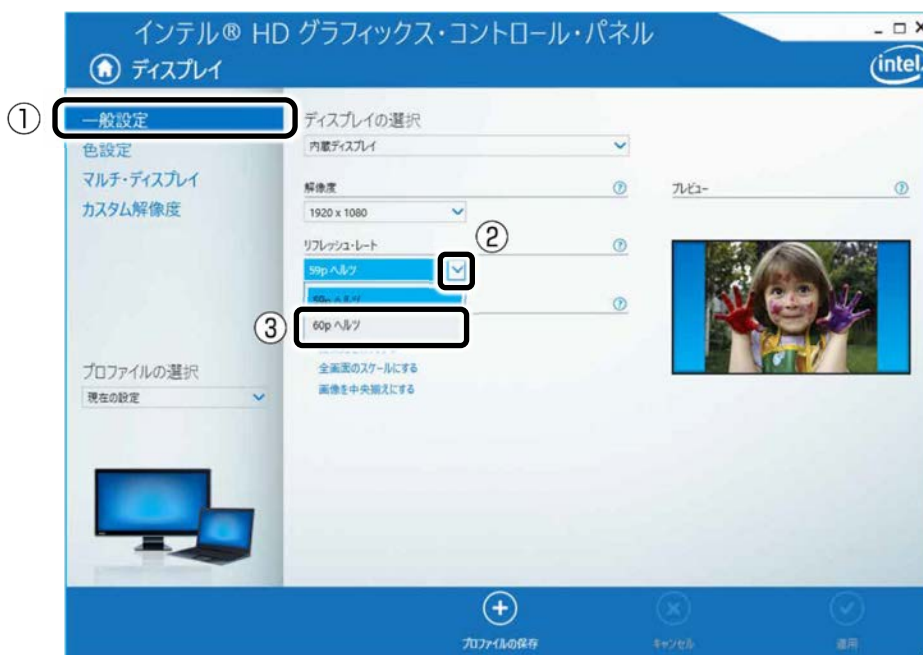 インテル® HD グラフィックス・コントロール・パネル
ディスプレイ
intel
①
一般設定
色設定
マルチ・ディスプレイ
カスタム解像度
プロファイルの選択
現在の設定
ディスプレイの選択
内蔵ディスプレイ
解像度
1920 x 1080
②
リフレッシュ・レート
59p ヘルツ
59p ヘルツ
③
60p ヘルツ
全画面のスケールにする
画像を中央揃えにする
プレビュー
プロファイルの保存
キャンセル
適用